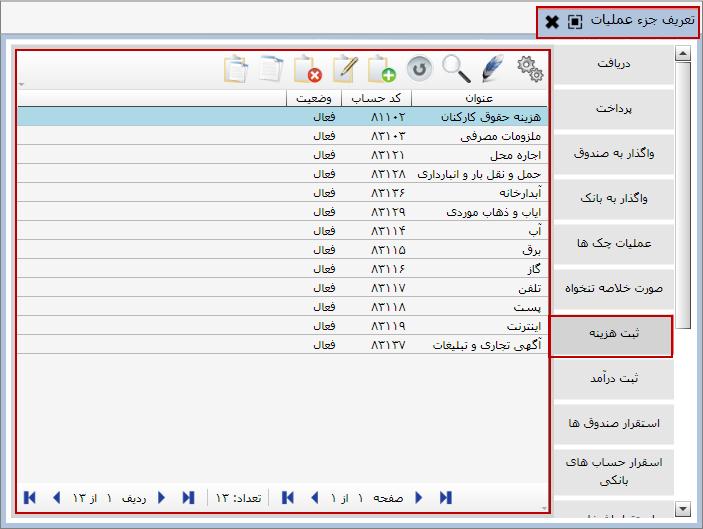 تعریف جزء عملیات
دریافت
پرداخت
واگذار به صندوق
واگذار به بانک
عملیات چک ها
صورت خلاصه تنخواه
ثبت هزینه
ثبت درآمد
استقرار صندوق ها
اسقرار حساب های
بانکی
عنوان کد حساب وضعیت
هزینه حقوق کارکنان ۸۱۱۰۲ فعال
ملزومات مصرفی ۸۳۱۰۳ فعال
اجاره محل ۸۳۱۲۱ فعال
حمل و نقل بار و انبارداری ۸۳۱۲۸ فعال
آبدارخانه ۸۳۱۳۶ فعال
ایاب و ذهاب موردی ۸۳۱۲۹ فعال
آب ۸۳۱۱۴ فعال
برق ۸۳۱۱۵ فعال
گاز ۸۳۱۱۶ فعال
تلفن ۸۳۱۱۷ فعال
پست ۸۳۱۱۸ فعال
اینترنت ۸۳۱۱۹ فعال
آگهی تجاری و تبلیغات ۸۳۱۳۷ فعال
صفحه ۱ از ۱ تعداد: ۱۳ ردیف ۱ از ۱۳